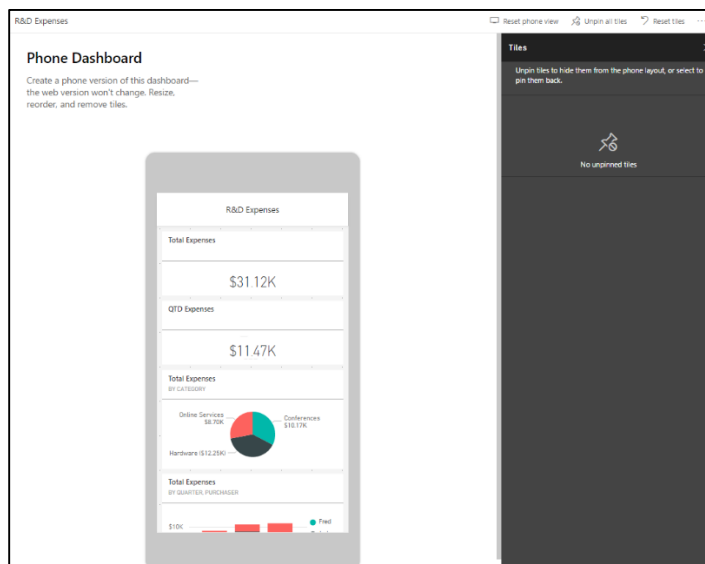 R&D Expenses
Reset phone view
Unpin all tiles
Reset tiles
Phone Dashboard
Create a phone version of this dashboard—
the web version won't change. Resize,
reorder, and remove tiles.
Tiles
Unpin tiles to hide them from the phone layout, or select to
pin them back.
No unpinned tiles
R&D Expenses
Total Expenses
$31.12K
QTD Expenses
$11.47K
Total Expenses
BY CATEGORY
Online Services
$8.70K
Conferences
$10.17K
Hardware ($12.25K)
Total Expenses
BY QUARTER, PURCHASER
$10K
Fred